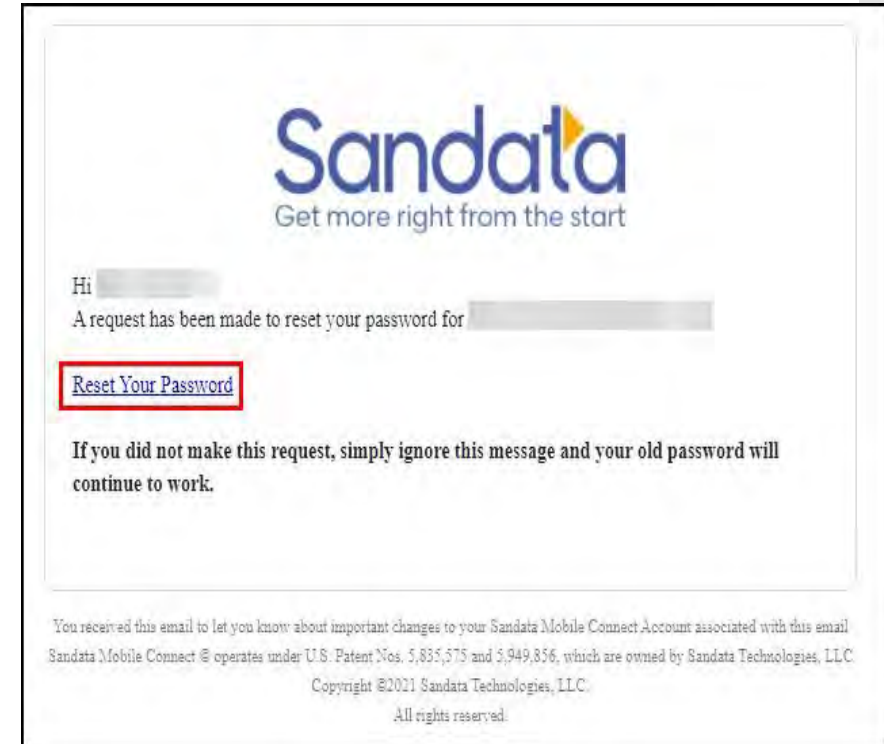 Sandata
Get more right from the start
Hi
A request has been made to reset your password for
Reset Your Password
If you did not make this request, simply ignore this message and your old password will
continue to work.
You received this email to let you know about important changes to your Sandata Mobile Connect Account associated with this email
Sandata Mobile Connect © operates under U.S. Patent Nos. 5,835,575 and 5,949,856, which are owned by Sandata Technologies, LLC
Copyright ©2021 Sandata Technologies, LLC.
All rights reserved.